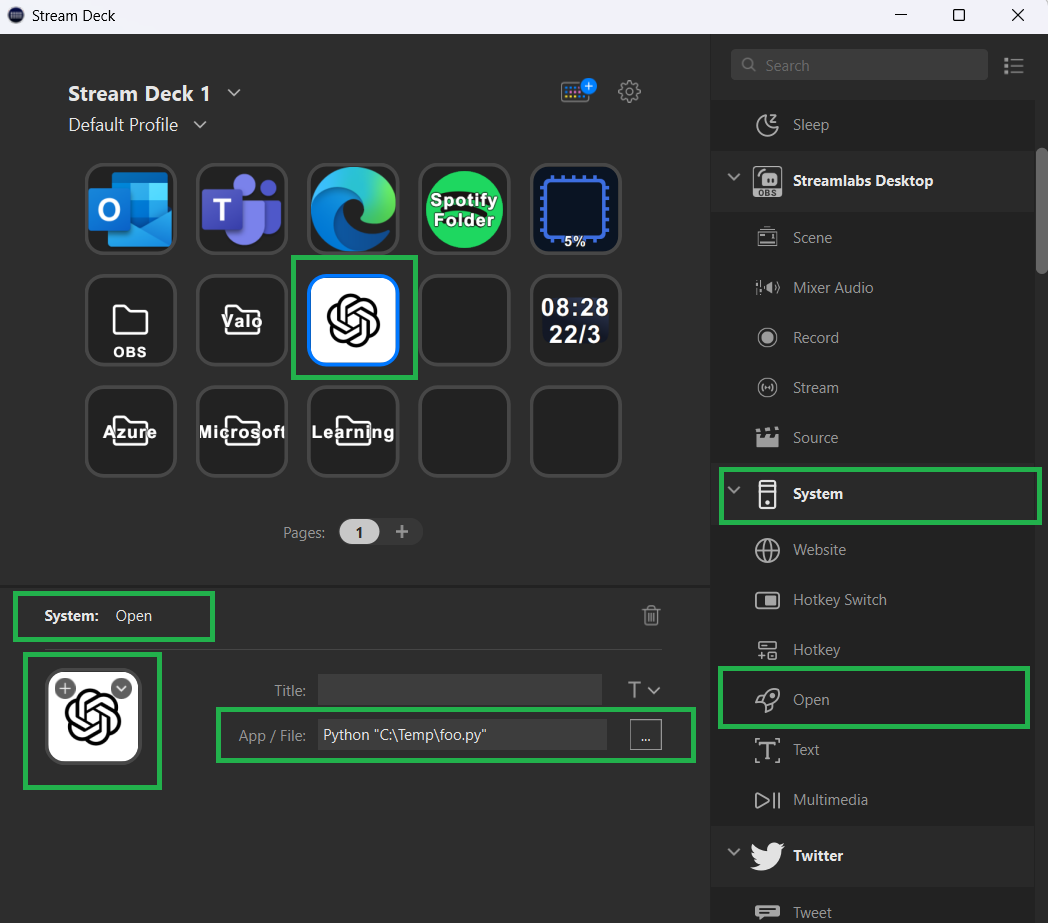 Stream Deck
Stream Deck 1
Default Profile
O
T
Spotify
Folder
5%
OBS
Valo
08:28
22/3
Azure
Microsoft
Learning
Pages: 1 +
System: Open
Title:
T
App / File: Python "C:\Temp\foo.py" ...
Search
Sleep
OBS
Streamlabs Desktop
Scene
Mixer Audio
Record
Stream
Source
System
Website
Hotkey Switch
Hotkey
Open
T
Text
Multimedia
Twitter
Tweet